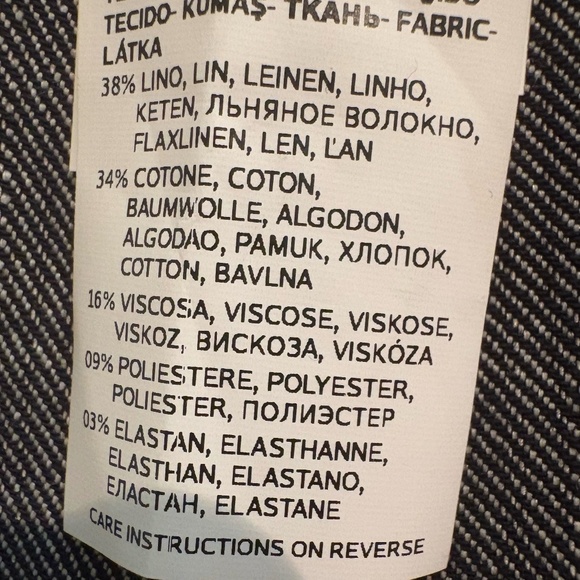 TECIDO- KUMAŞ- ТКАНЬ- FABRIC-
LÁTKA
38% LINO, LIN, LEINEN, LINHO,
KETEN, ЛЬНЯНОЕ ВОЛОКНО,
FLAXLINEN, LEN, ĽAN
34% COTONE, COTON,
BAUMWOLLE, ALGODON,
ALGODAO, PAMUK, ХЛОПОК,
COTTON, BAVLNA
16% VISCOSA, VISCOSE, VISKOSE,
VISKOZ, ВИСКОЗА, VISKÓZA
09% POLIESTERE, POLYESTER,
POLIESTER, ПОЛИЭСТЕР
03% ELASTAN, ELASTHANNE,
ELASTHAN, ELASTANO,
ЕЛАСТАН, ELASTANE
CARE INSTRUCTIONS ON REVERSE